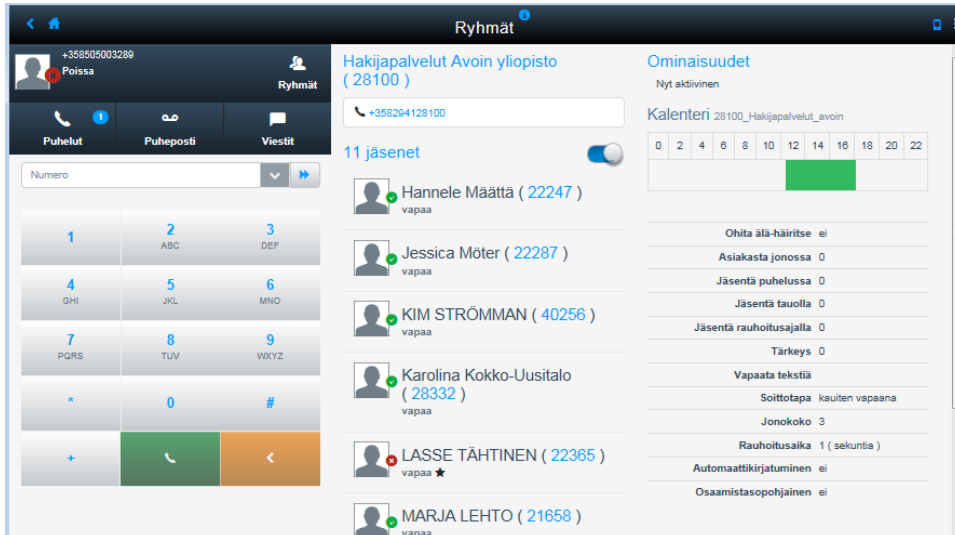 Ryhmät
+358505003289
Poissa
Ryhmät
Puhelut
1
Puheposti
Viestit
Numero
1
2
ABC
3
DEF
4
GHI
5
JKL
6
MNO
7
PQRS
8
TUV
9
WXYZ
*
0
#
+
Hakijapalvelut Avoin yliopisto
( 28100 )
+358294128100
11 jäsenet
Hannele Määttä ( 22247 )
vapaa
Jessica Möter ( 22287 )
vapaa
KIM STRÖMMAN ( 40256 )
vapaa
Karolina Kokko-Uusitalo
( 28332 )
vapaa
LASSE TÄHTINEN ( 22365 )
vapaa
MARJA LEHTO ( 21658 )
vapaa
Ominaisuudet
Nyt aktiivinen
Kalenteri 28100_Hakijapalvelut_avoin
0 2 4 6 8 10 12 14 16 18 20 22
Ohita älä-häiritse ei
Asiakasta jonossa 0
Jäsentä puhelussa 0
Jäsentä tauolla 0
Jäsentä rauhoitusajalla 0
Tärkeys 0
Vapaata tekstiä
Soittotapa kauiten vapaana
Jonokoko 3
Rauhoitusaika 1 ( sekuntia )
Automaattikirjatuminen ei
Osaamistasopohjainen ei